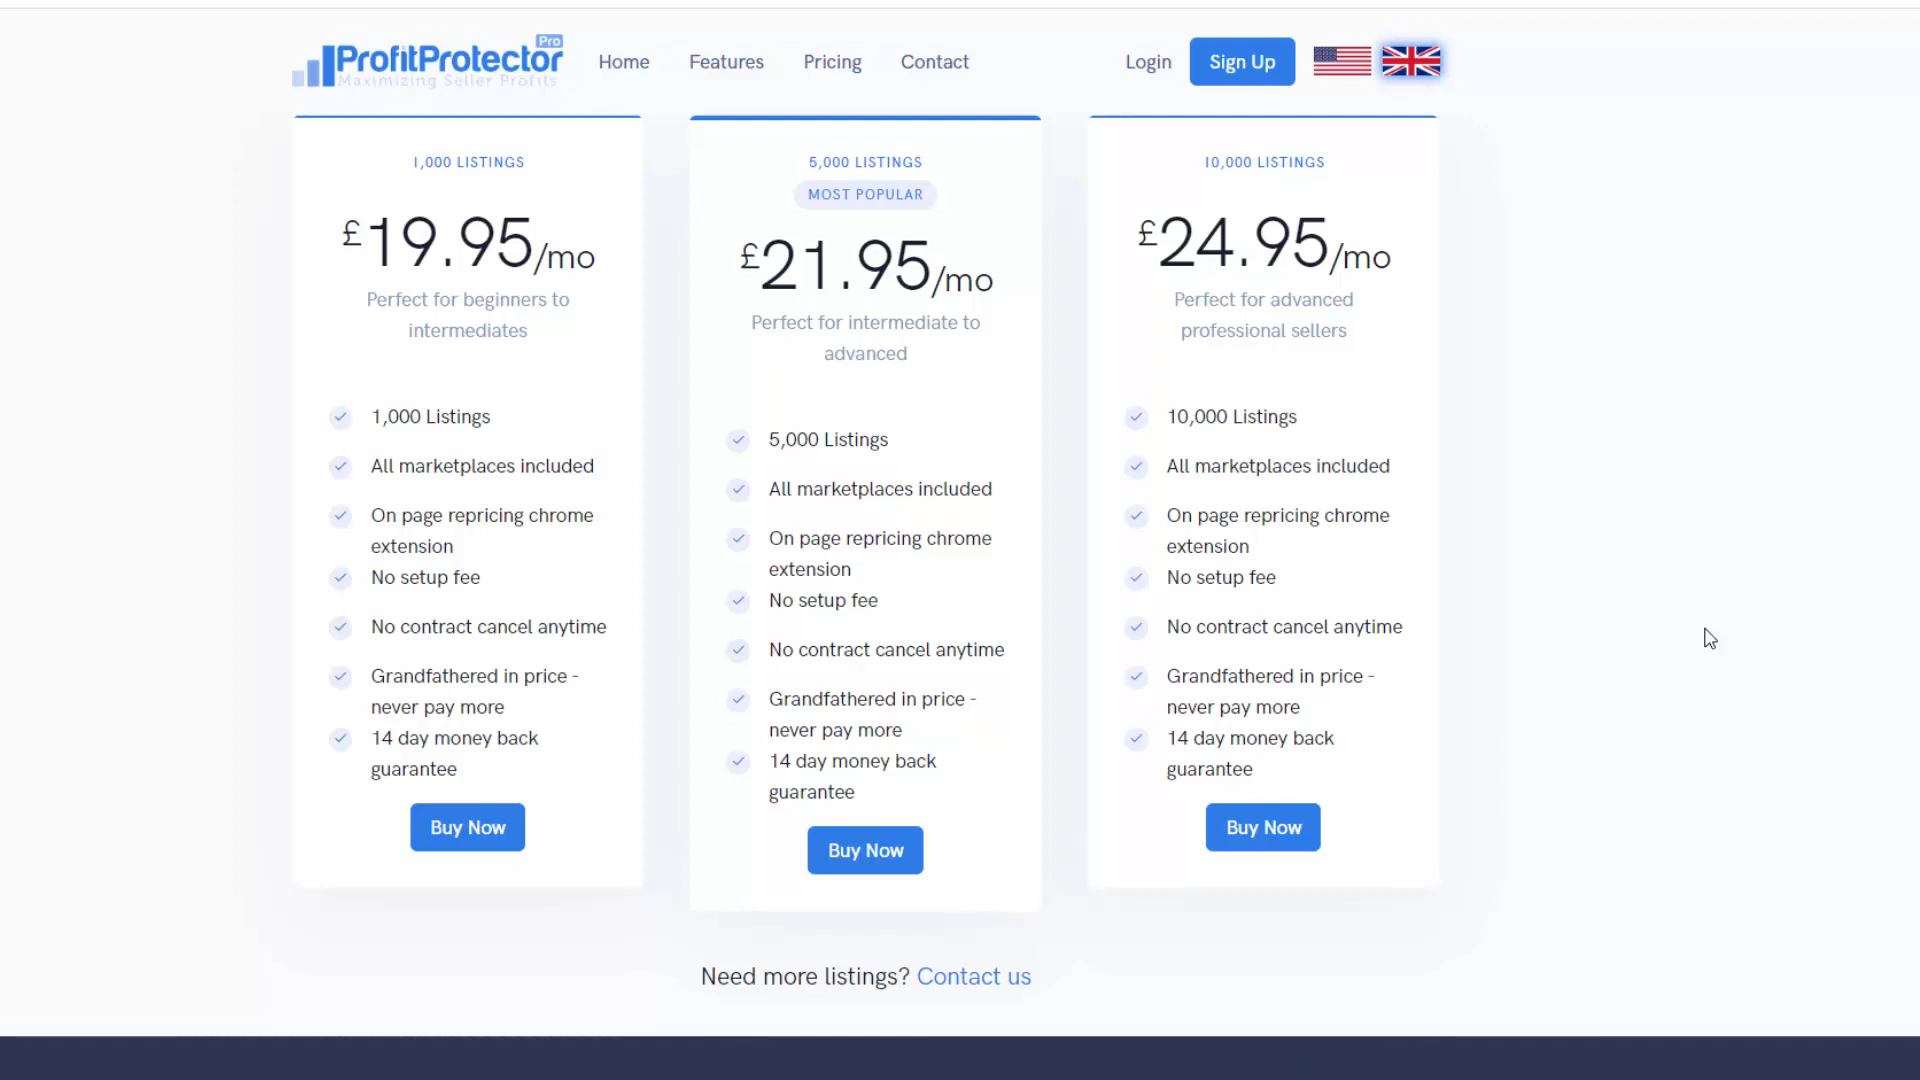 ProfitProtector Pro
Maximizing Seller Profits
Home
Features
Pricing
Contact
Login
Sign Up
1,000 LISTINGS
£19.95/mo
Perfect for beginners to
intermediates
1,000 Listings
All marketplaces included
On page repricing chrome
extension
No setup fee
No contract cancel anytime
Grandfathered in price -
never pay more
14 day money back
guarantee
Buy Now
5,000 LISTINGS
MOST POPULAR
£21.95/mo
Perfect for intermediate to
advanced
5,000 Listings
All marketplaces included
On page repricing chrome
extension
No setup fee
No contract cancel anytime
Grandfathered in price -
never pay more
14 day money back
guarantee
Buy Now
10,000 LISTINGS
£24.95/mo
Perfect for advanced
professional sellers
10,000 Listings
All marketplaces included
On page repricing chrome
extension
No setup fee
No contract cancel anytime
Grandfathered in price -
never pay more
14 day money back
guarantee
Buy Now
Need more listings? Contact us